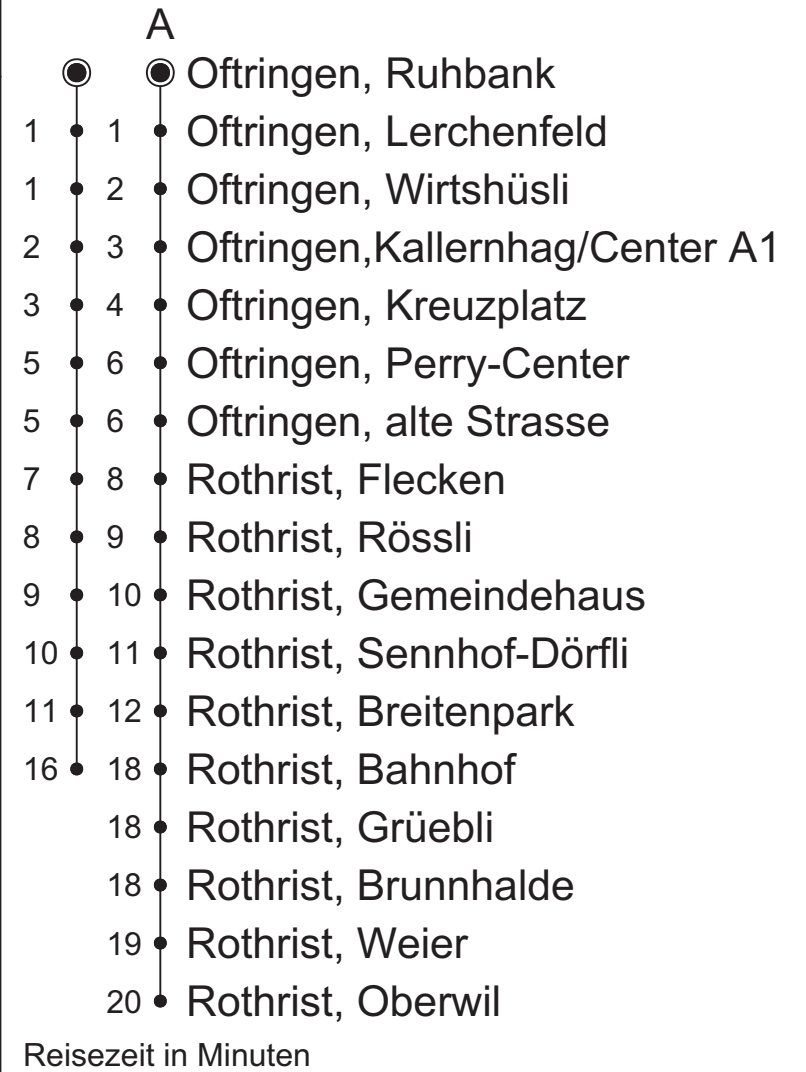 A
Oftringen, Ruhbank
1 1 Oftringen, Lerchenfeld
1 2 Oftringen, Wirtshüsli
2 3 Oftringen,Kallernhag/Center A1
3 4 Oftringen, Kreuzplatz
5 6 Oftringen, Perry-Center
5 6 Oftringen, alte Strasse
7 8 Rothrist, Flecken
8 9 Rothrist, Rössli
9 10 Rothrist, Gemeindehaus
10 11 Rothrist, Sennhof-Dörfli
11 12 Rothrist, Breitenpark
16 18 Rothrist, Bahnhof
18 Rothrist, Grüebli
18 Rothrist, Brunnhalde
19 Rothrist, Weier
20 Rothrist, Oberwil
Reisezeit in Minuten